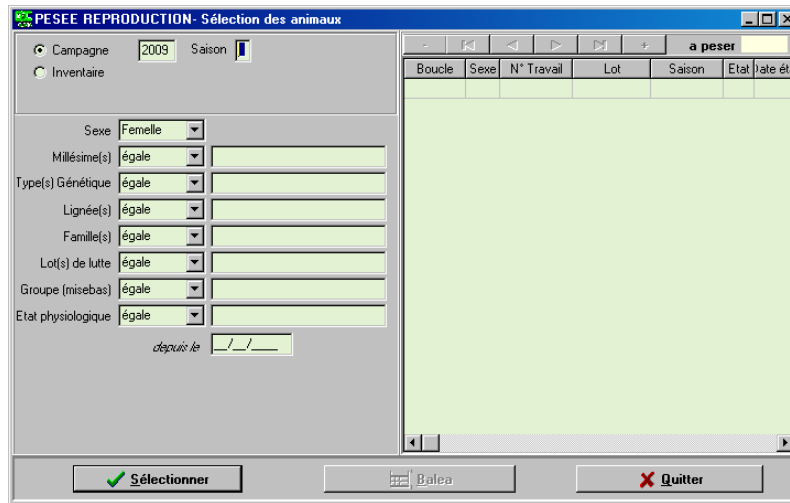 PESEE REPRODUCTION- Sélection des animaux
Campagne 2009 Saison
Inventaire
- + a peser
Boucle Sexe N° Travail Lot Saison Etat
Sexe Femelle
Millésime(s) égale
Type(s) Génétique égale
Lignée(s) égale
Famille(s) égale
Lot(s) de lutte égale
Groupe (misebas) égale
Etat physiologique égale
depuis le __/__/____
Sélectionner
Balea
Quitter